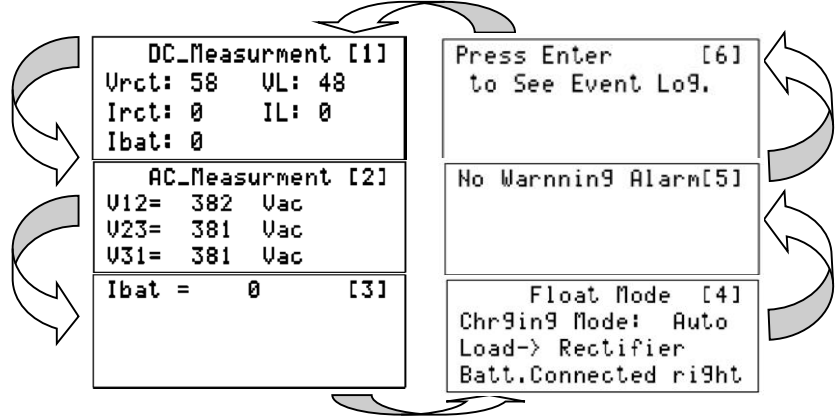 DC_Measurment [1]
Vrct: 58 VL: 48
Irct: 0 IL: 0
Ibat: 0
AC_Measurment [2]
V12= 382 Vac
V23= 381 Vac
V31= 381 Vac
Ibat = 0 [3]
Float Mode [4]
Chrging Mode: Auto
Load-> Rectifier
Batt.Connected right
No Warnning Alarm[5]
Press Enter [6]
to See Event Log.